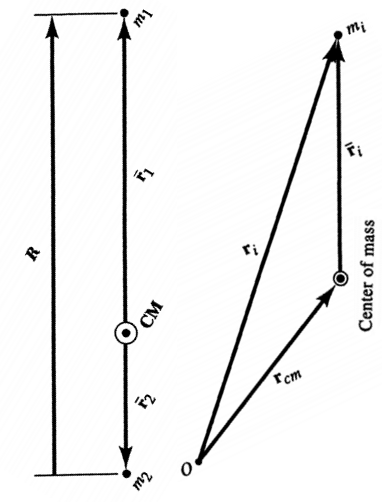 m1
r̄1
R
CM
r̄2
m2
mi
r̄i
ri
Center of mass
rcm
O